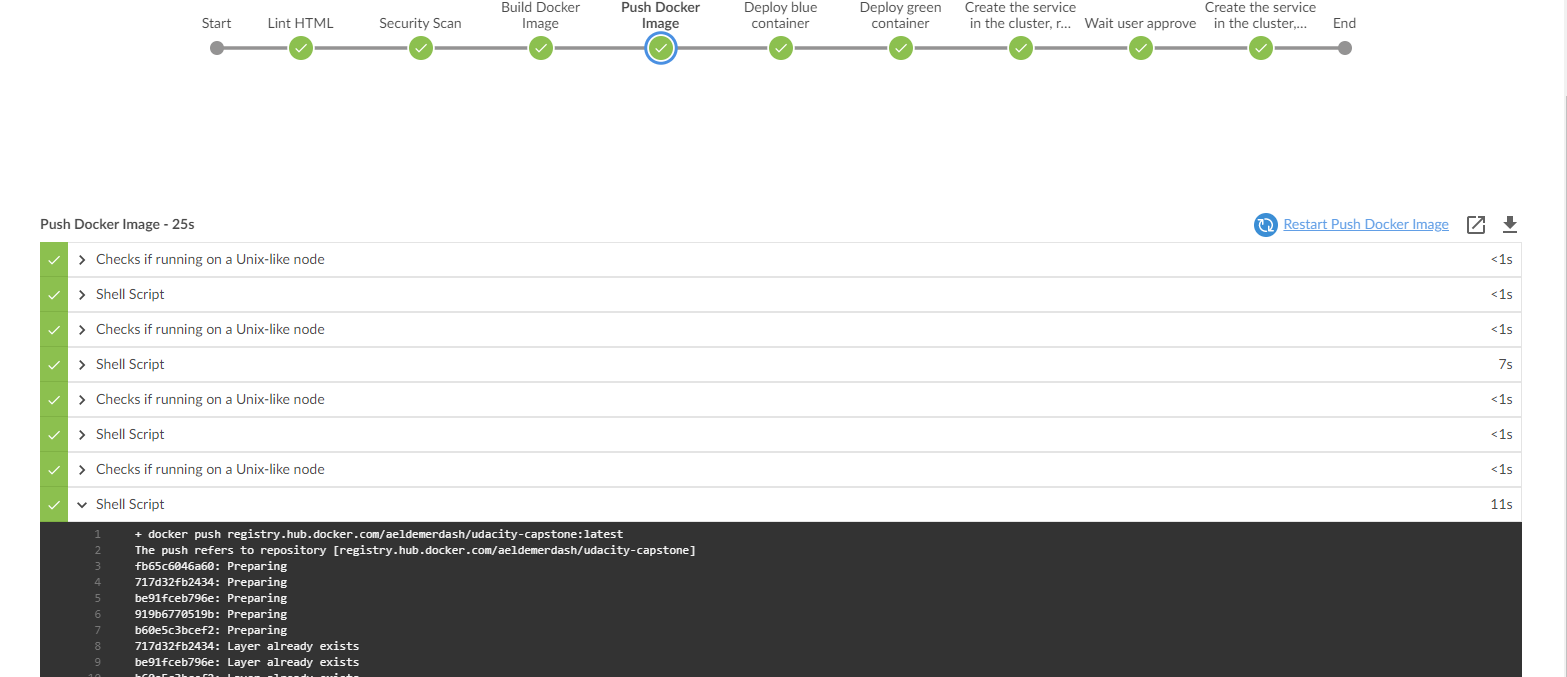 Start
Lint HTML
Security Scan
Build Docker
Image
Push Docker
Image
Deploy blue
container
Deploy green
container
Create the service
in the cluster, r...
Wait user approve
Create the service
in the cluster,...
End
Push Docker Image - 25s
Restart Push Docker Image
Checks if running on a Unix-like node <1s
Shell Script <1s
Checks if running on a Unix-like node <1s
Shell Script 7s
Checks if running on a Unix-like node <1s
Shell Script <1s
Checks if running on a Unix-like node <1s
Shell Script 11s
1 + docker push registry.hub.docker.com/aeldemerdash/udacity-capstone:latest
2 The push refers to repository [registry.hub.docker.com/aeldemerdash/udacity-capstone]
3 fb65c6046a60: Preparing
4 717d32fb2434: Preparing
5 be91fceb796e: Preparing
6 919b6770519b: Preparing
7 b60e5c3bcef2: Preparing
8 717d32fb2434: Layer already exists
9 be91fceb796e: Layer already exists
10 b60e5c3bcef2: Layer already exists